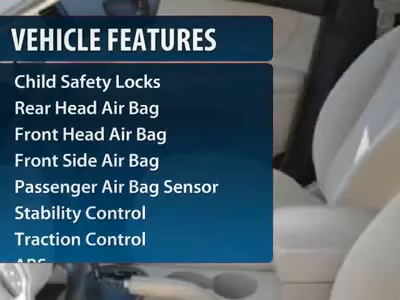 VEHICLE FEATURES
Child Safety Locks
Rear Head Air Bag
Front Head Air Bag
Front Side Air Bag
Passenger Air Bag Sensor
Stability Control
Traction Control
ABS